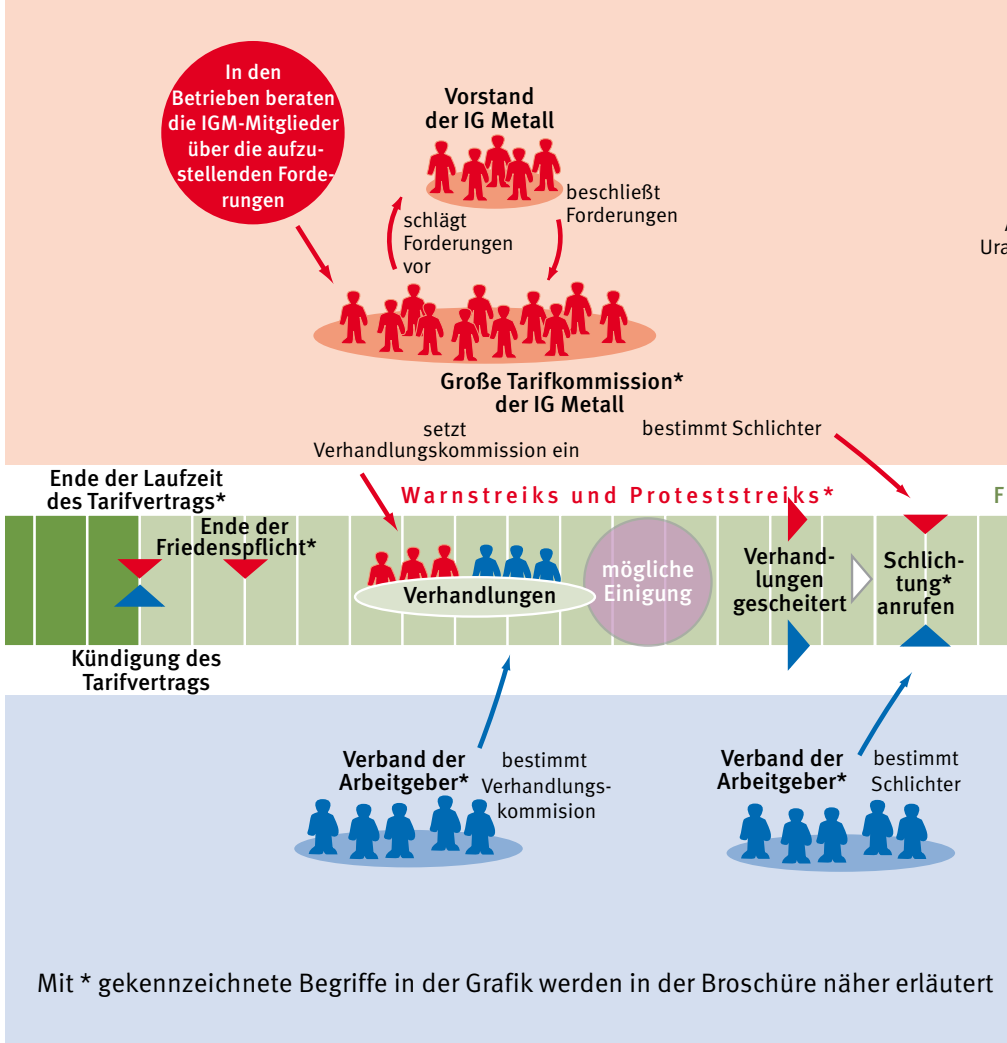 In den
Betrieben beraten
die IGM-Mitglieder
über die aufzu-
stellenden Forde-
rungen
Vorstand
der IG Metall
schlägt
Forderungen
vor
beschließt
Forderungen
Große Tarifkommission*
der IG Metall
setzt
Verhandlungskommission ein
bestimmt Schlichter
Ende der Laufzeit
des Tarifvertrags*
Warnstreiks und Proteststreiks*
F
Ende der
Friedenspflicht*
Verhandlungen
mögliche
Einigung
Verhand-
lungen
gescheitert
Schlich-
tung*
anrufen
Kündigung des
Tarifvertrags
Verband der
Arbeitgeber*
bestimmt
Verhandlungs-
kommision
Verband der
Arbeitgeber*
bestimmt
Schlichter
Mit * gekennzeichnete Begriffe in der Grafik werden in der Broschüre näher erläutert